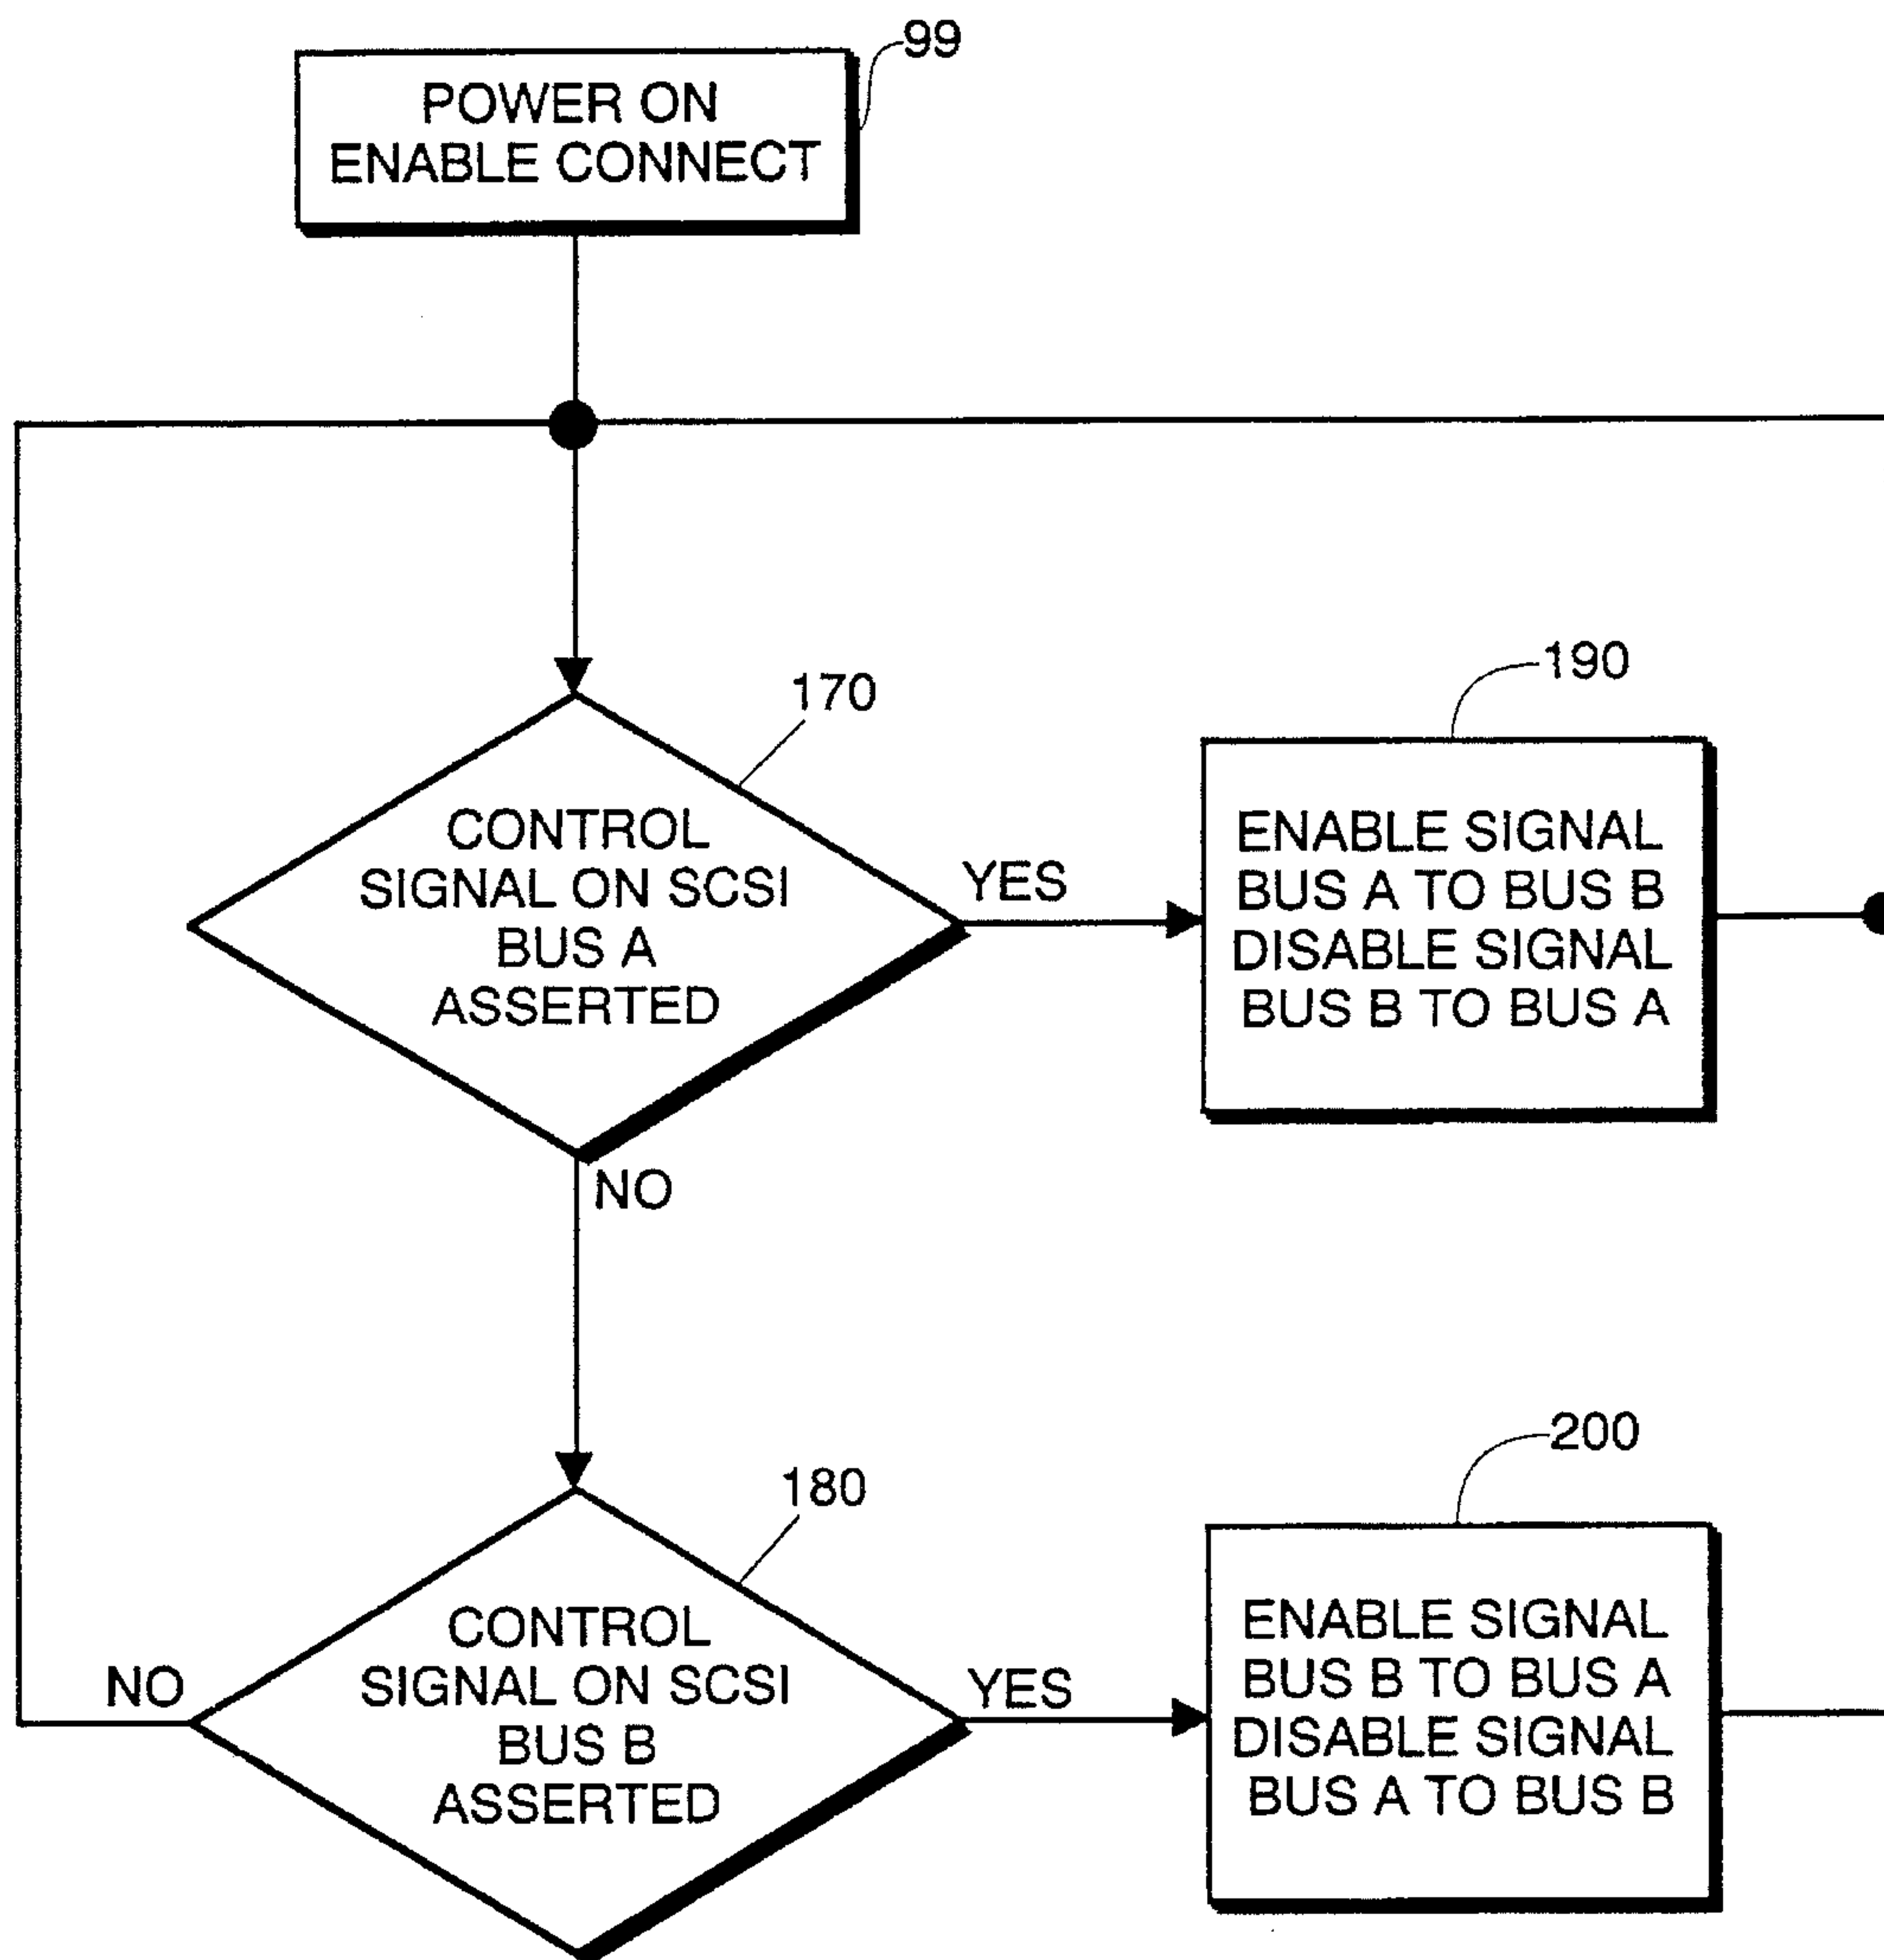 99
POWER ON
ENABLE CONNECT
170
CONTROL
SIGNAL ON SCSI
BUS A
ASSERTED
YES
NO
190
ENABLE SIGNAL
BUS A TO BUS B
DISABLE SIGNAL
BUS B TO BUS A
180
CONTROL
SIGNAL ON SCSI
BUS B
ASSERTED
NO
YES
200
ENABLE SIGNAL
BUS B TO BUS A
DISABLE SIGNAL
BUS A TO BUS B